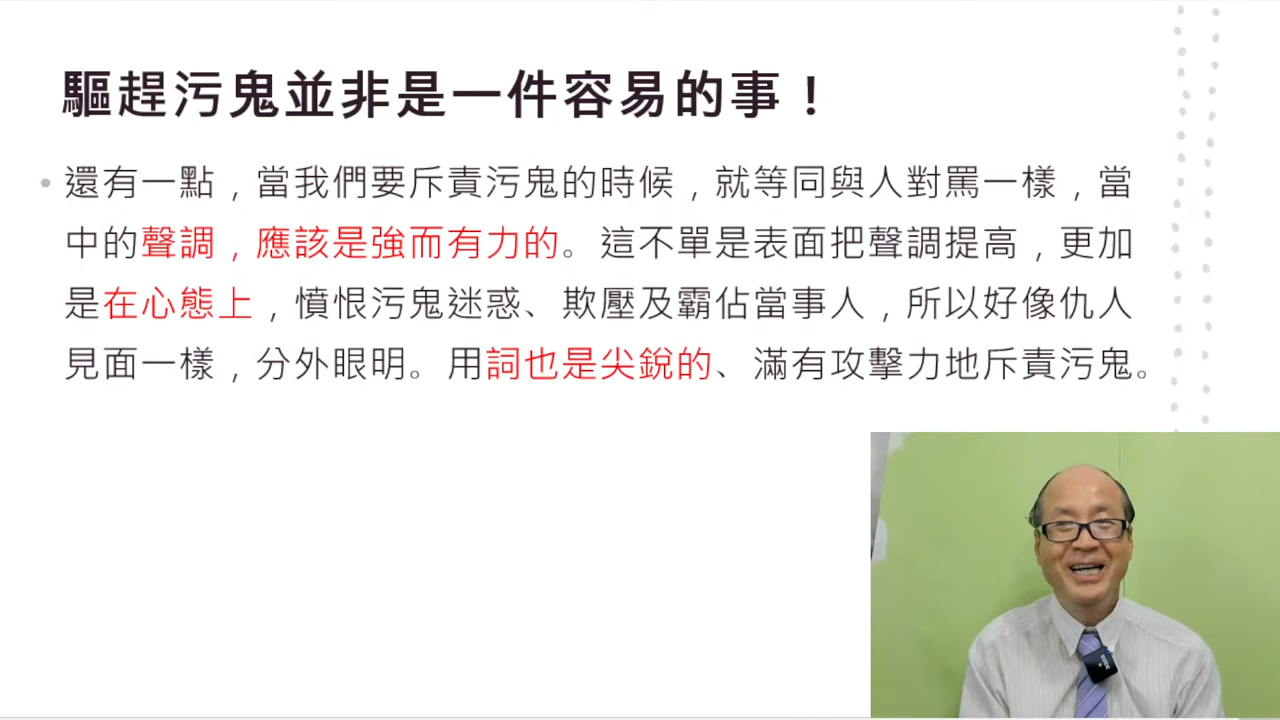 驅趕污鬼並非是一件容易的事！
還有一點，當我們要斥責污鬼的時候，就等同與人對罵一樣，當
中的聲調，應該是強而有力的。這不單是表面把聲調提高，更加
是在心態上，憤恨污鬼迷惑、欺壓及霸佔當事人，所以好像仇人
見面一樣，分外眼明。用詞也是尖銳的、滿有攻擊力地斥責污鬼。